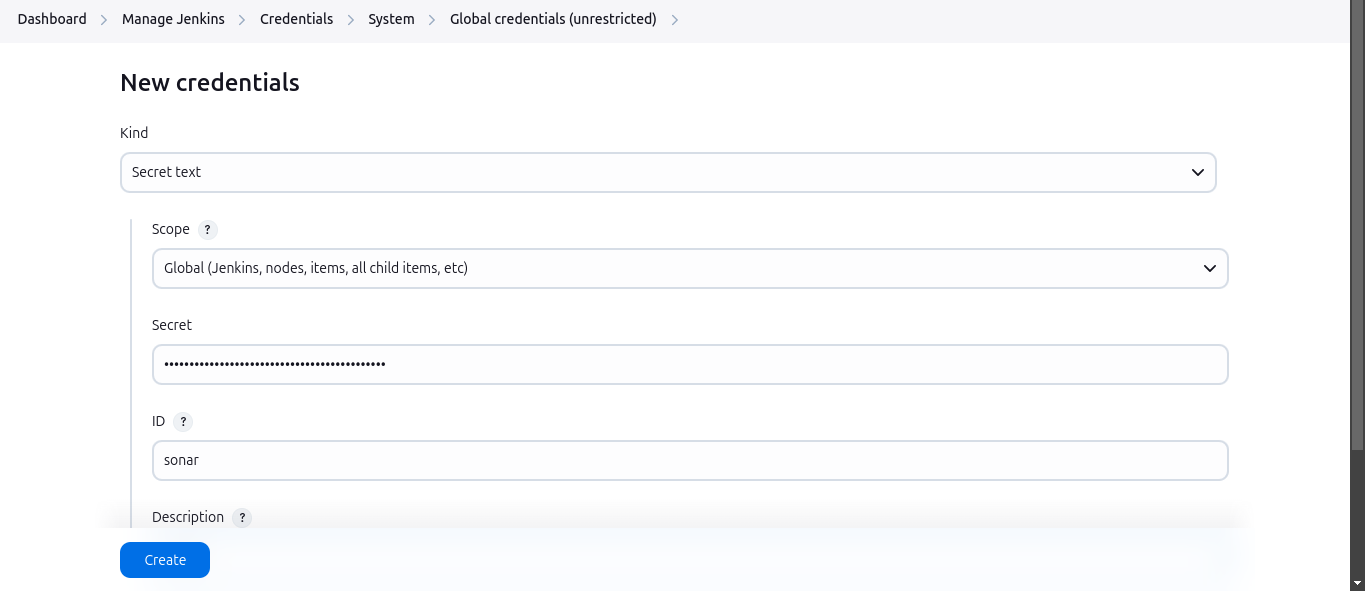 Dashboard > Manage Jenkins > Credentials > System > Global credentials (unrestricted) >
New credentials
Kind
Secret text
Scope ?
Global (Jenkins, nodes, items, all child items, etc)
Secret
••••••••••••••••••••••••••••••••••••••••••••
ID ?
sonar
Description ?
Create